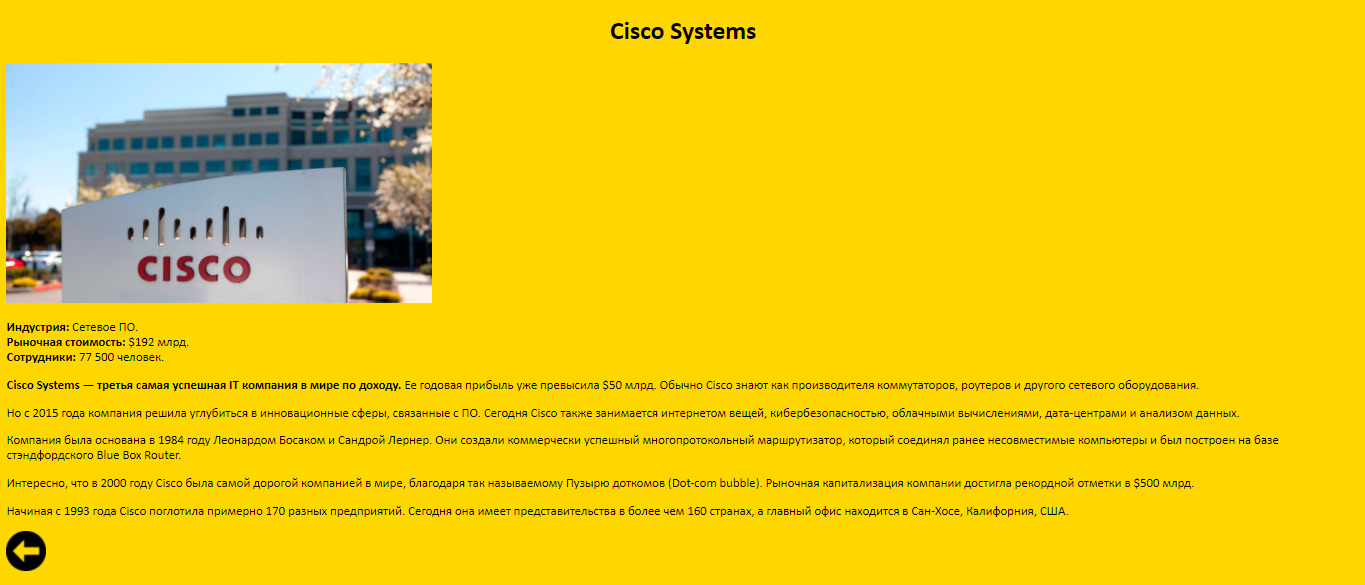 Cisco Systems
CISCO
Индустрия: Сетевое ПО.
Рыночная стоимость: $192 млрд.
Сотрудники: 77 500 человек.
Cisco Systems — третья самая успешная IT компания в мире по доходу. Ее годовая прибыль уже превысила $50 млрд. Обычно Cisco знают как производителя коммутаторов, роутеров и другого сетевого оборудования.
Но с 2015 года компания решила углубиться в инновационные сферы, связанные с ПО. Сегодня Cisco также занимается интернетом вещей, кибербезопасностью, облачными вычислениями, дата-центрами и анализом данных.
Компания была основана в 1984 году Леонардом Босаком и Сандрой Лернер. Они создали коммерчески успешный многопротокольный маршрутизатор, который соединял ранее несовместимые компьютеры и был построен на базе
стэндфордского Blue Box Router.
Интересно, что в 2000 году Cisco была самой дорогой компанией в мире, благодаря так называемому Пузырю доткомов (Dot-com bubble). Рыночная капитализация компании достигла рекордной отметки в $500 млрд.
Начиная с 1993 года Cisco поглотила примерно 170 разных предприятий. Сегодня она имеет представительства в более чем 160 странах, а главный офис находится в Сан-Хосе, Калифорния, США.